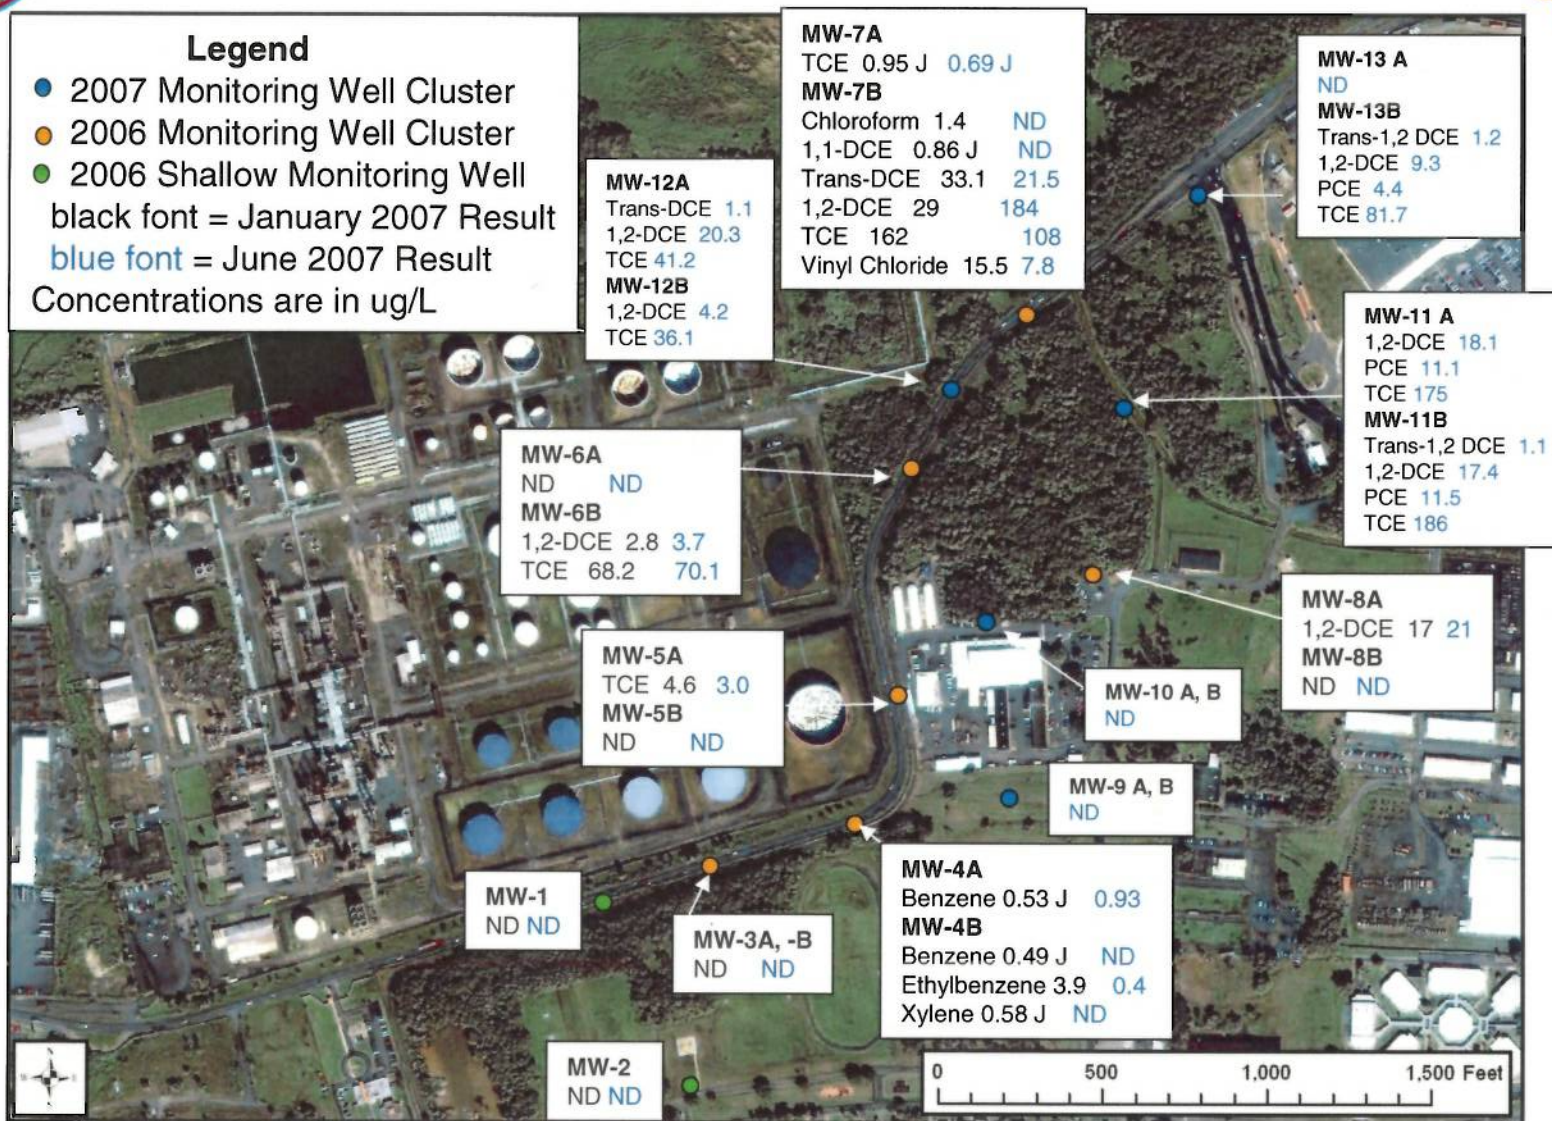 Legend
2007 Monitoring Well Cluster
2006 Monitoring Well Cluster
2006 Shallow Monitoring Well
black font = January 2007 Result
blue font = June 2007 Result
Concentrations are in ug/L
MW-7A
TCE 0.95 J 0.69 J
MW-7B
Chloroform 1.4 ND
1,1-DCE 0.86 J ND
Trans-DCE 33.1 21.5
1,2-DCE 29 184
TCE 162 108
Vinyl Chloride 15.5 7.8
MW-13 A
ND
MW-13B
Trans-1,2 DCE 1.2
1,2-DCE 9.3
PCE 4.4
TCE 81.7
MW-12A
Trans-DCE 1.1
1,2-DCE 20.3
TCE 41.2
MW-12B
1,2-DCE 4.2
TCE 36.1
MW-11 A
1,2-DCE 18.1
PCE 11.1
TCE 175
MW-11B
Trans-1,2 DCE 1.1
1,2-DCE 17.4
PCE 11.5
TCE 186
MW-6A
ND ND
MW-6B
1,2-DCE 2.8 3.7
TCE 68.2 70.1
MW-8A
1,2-DCE 17 21
MW-8B
ND ND
MW-5A
TCE 4.6 3.0
MW-5B
ND ND
MW-10 A, B
ND
MW-9 A, B
ND
MW-4A
Benzene 0.53 J 0.93
MW-4B
Benzene 0.49 J ND
Ethylbenzene 3.9 0.4
Xylene 0.58 J ND
MW-1
ND ND
MW-3A, -B
ND ND
MW-2
ND ND
0 500 1,000 1,500 Feet